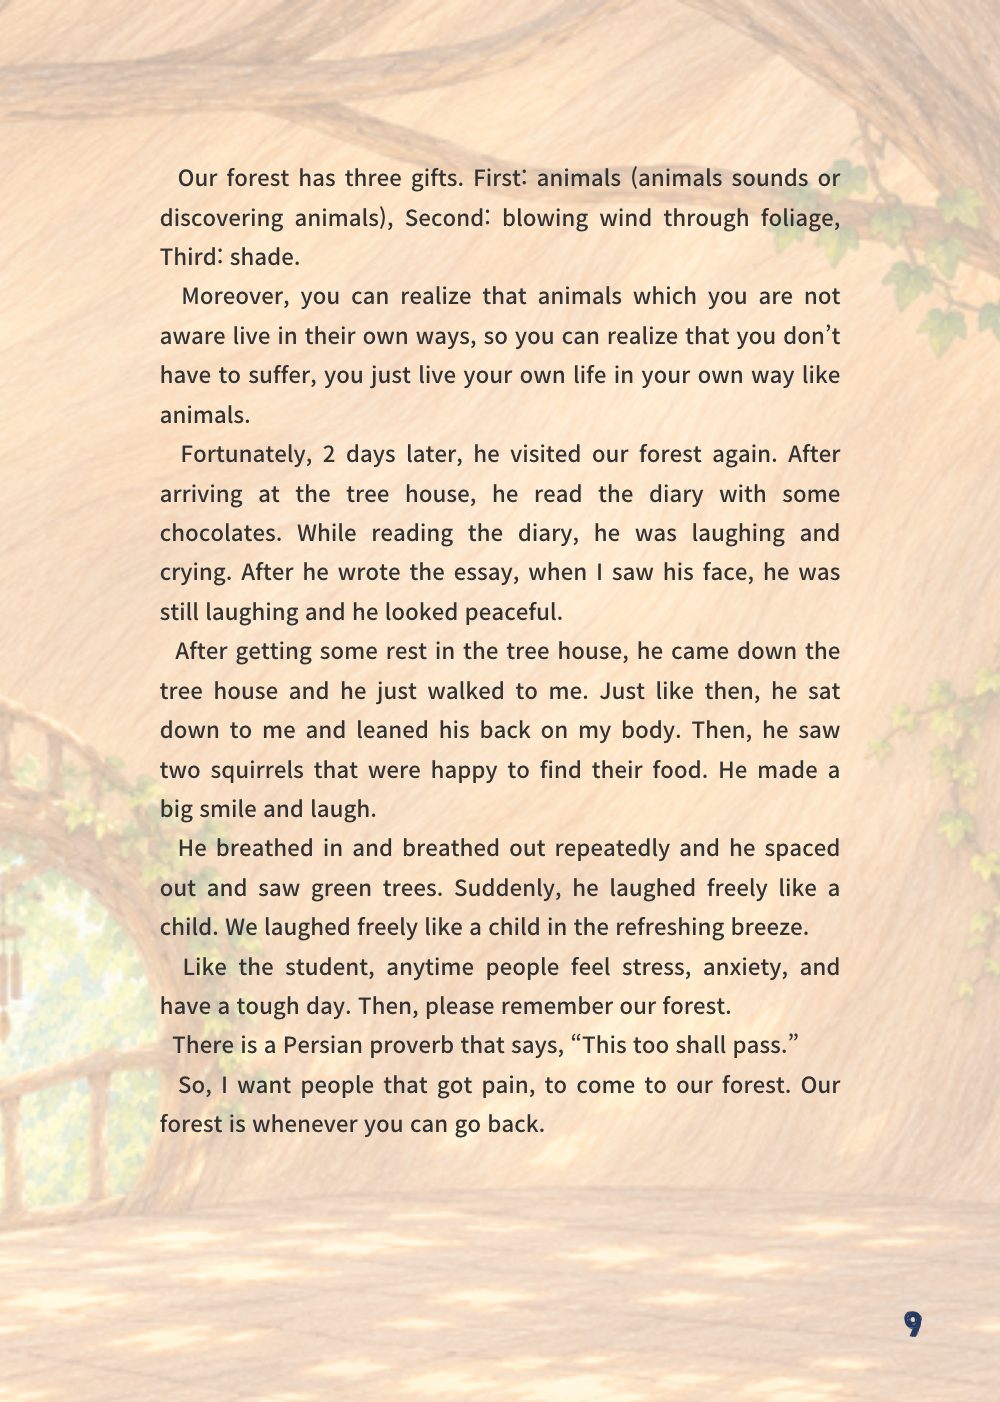 Our forest has three gifts. First: animals (animals sounds or
discovering animals), Second: blowing wind through foliage,
Third: shade.
Moreover, you can realize that animals which you are not
aware live in their own ways, so you can realize that you don’t
have to suffer, you just live your own life in your own way like
animals.
Fortunately, 2 days later, he visited our forest again. After
arriving at the tree house, he read the diary with some
chocolates. While reading the diary, he was laughing and
crying. After he wrote the essay, when I saw his face, he was
still laughing and he looked peaceful.
After getting some rest in the tree house, he came down the
tree house and he just walked to me. Just like then, he sat
down to me and leaned his back on my body. Then, he saw
two squirrels that were happy to find their food. He made a
big smile and laugh.
He breathed in and breathed out repeatedly and he spaced
out and saw green trees. Suddenly, he laughed freely like a
child. We laughed freely like a child in the refreshing breeze.
Like the student, anytime people feel stress, anxiety, and
have a tough day. Then, please remember our forest.
There is a Persian proverb that says, “This too shall pass.”
So, I want people that got pain, to come to our forest. Our
forest is whenever you can go back.
9